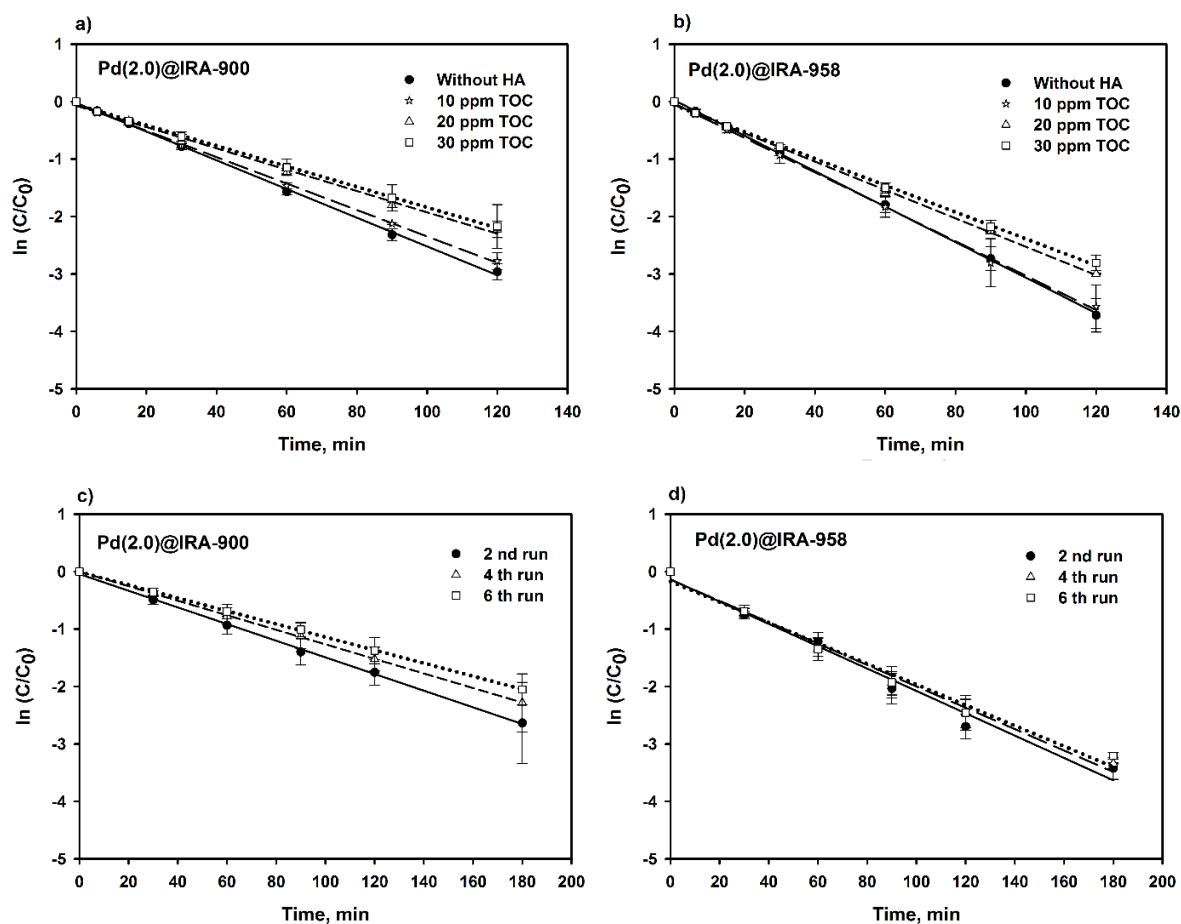 a)
Pd(2.0)@IRA-900
Without HA
10 ppm TOC
20 ppm TOC
30 ppm TOC
1
0
-1
-2
-3
-4
-5
ln (C/C0)
0 20 40 60 80 100 120 140
Time, min
b)
Pd(2.0)@IRA-958
Without HA
10 ppm TOC
20 ppm TOC
30 ppm TOC
1
0
-1
-2
-3
-4
-5
ln (C/C0)
0 20 40 60 80 100 120 140
Time, min
c)
Pd(2.0)@IRA-900
2 nd run
4 th run
6 th run
1
0
-1
-2
-3
-4
-5
ln (C/C0)
0 20 40 60 80 100 120 140 160 180 200
Time, min
d)
Pd(2.0)@IRA-958
2 nd run
4 th run
6 th run
1
0
-1
-2
-3
-4
-5
ln (C/C0)
0 20 40 60 80 100 120 140 160 180 200
Time, min